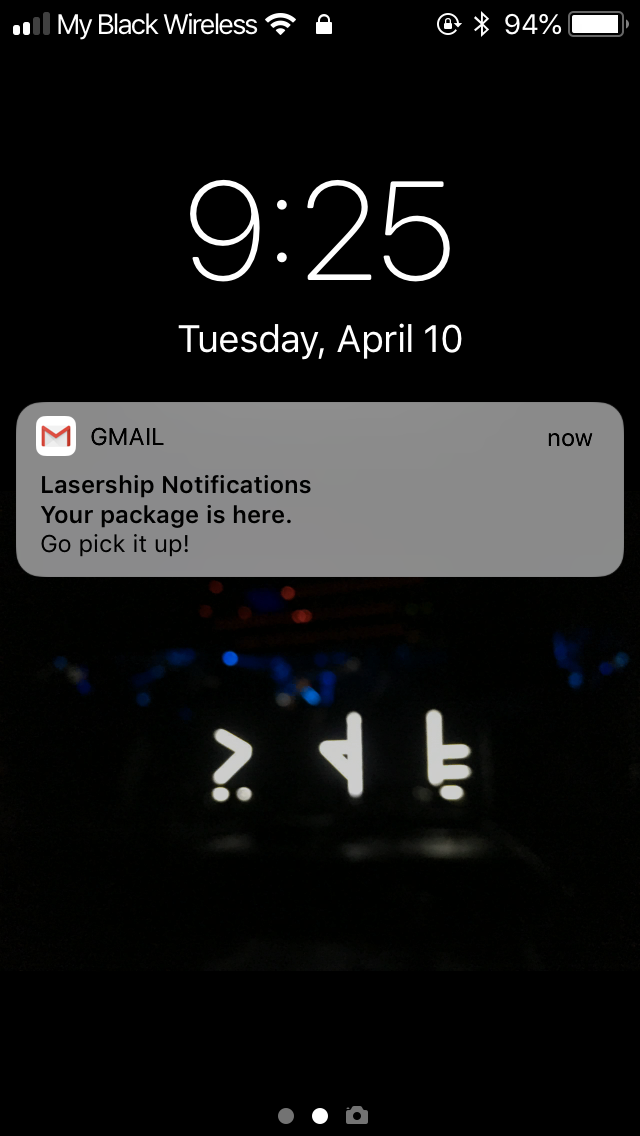 My Black Wireless 94%
9:25
Tuesday, April 10
GMAIL now
Lasership Notifications
Your package is here.
Go pick it up!